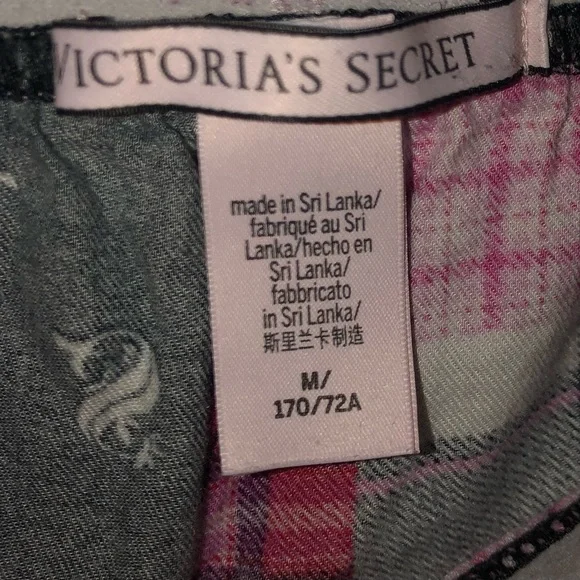 VICTORIA'S SECRET
made in Sri Lanka/
fabriqué au Sri
Lanka/hecho en
Sri Lanka/
fabbricato
in Sri Lanka/
斯里兰卡制造
M/
170/72A